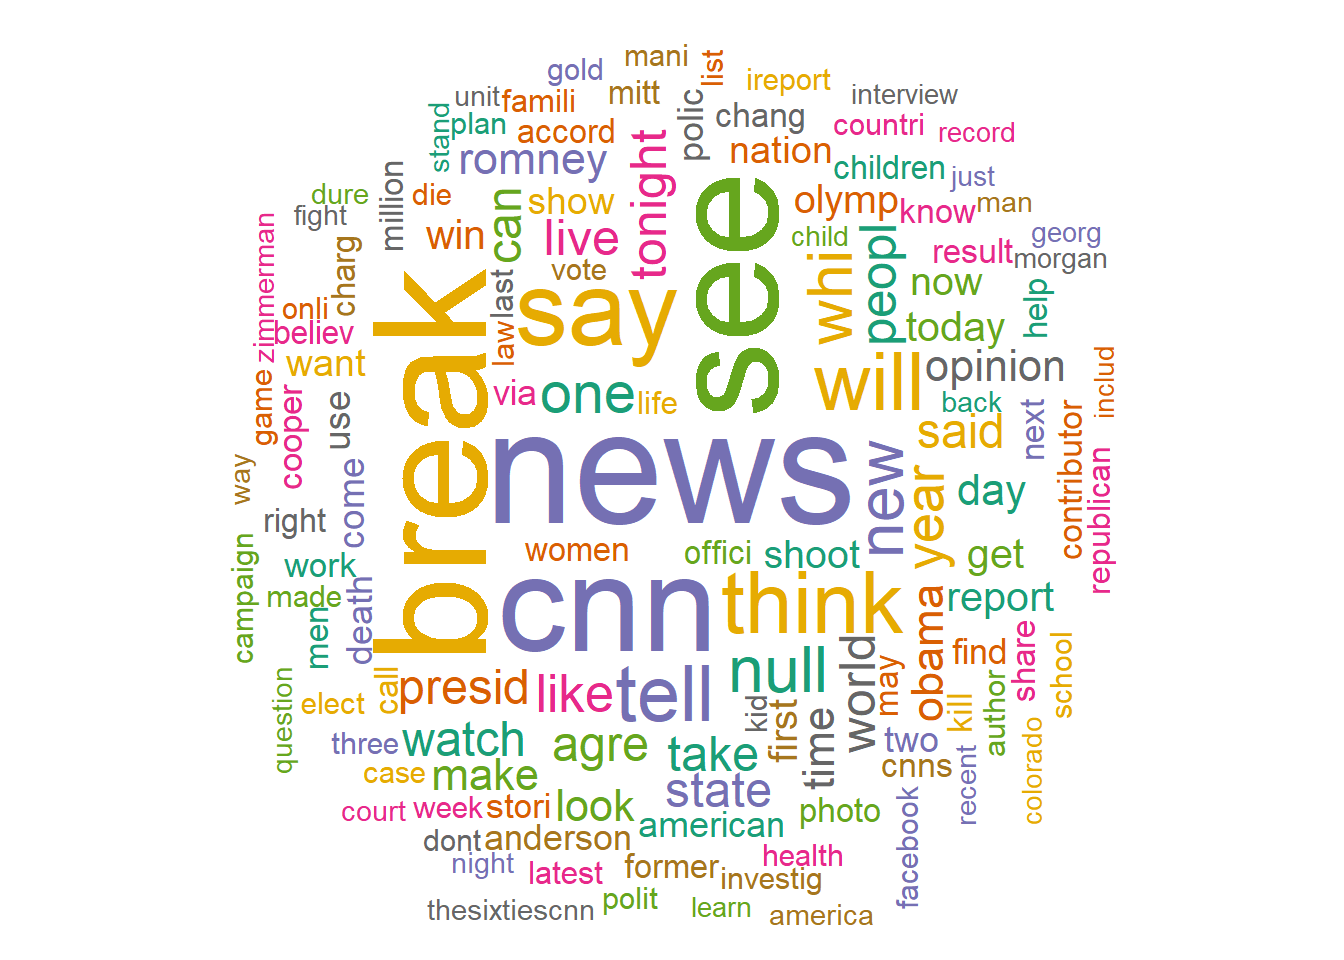 mani
list
gold
ireport
unit
famili
mitt
interview
stand
plan
accord
polic
chang
countri
record
romney
tonight
nation
children
just
million
dure
die
can
show
see
olymp
know
man
fight
win
live
child
peopl
georg
zimmerman
charg
vote
whi
result
morgan
onli
last
say
now
help
believ
break
law
today
want
will
opinion
includ
game
cooper
use
via
one
life
back
next
contributor
way
come
news
new
year
said
day
republican
right
women
offici
shoot
get
campaign
work
made
men
death
cnn
think
obama
report
call
presid
like
tell
null
world
may
find
share
school
question
elect
kid
first
time
kill
author
three
watch
agre
take
two
colorado
case
make
state
cnns
recent
court
week
stori
look
photo
facebook
dont
anderson
american
night
latest
former
health
investig
thesixtiescnn
polit
learn
america